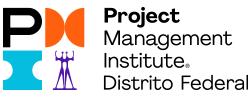 Project
Management
Institute®
Distrito Federal